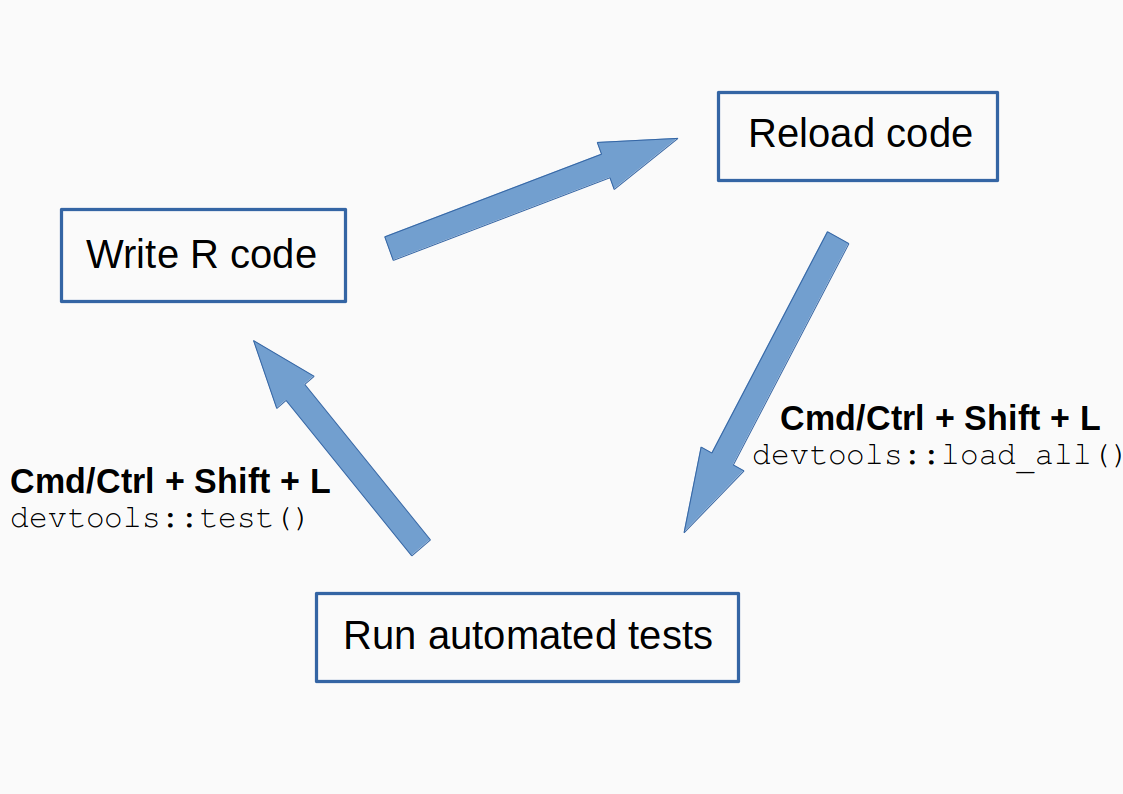 Reload code
Write R code
Cmd/Ctrl + Shift + L
devtools::load_all()
Cmd/Ctrl + Shift + L
devtools::test()
Run automated tests